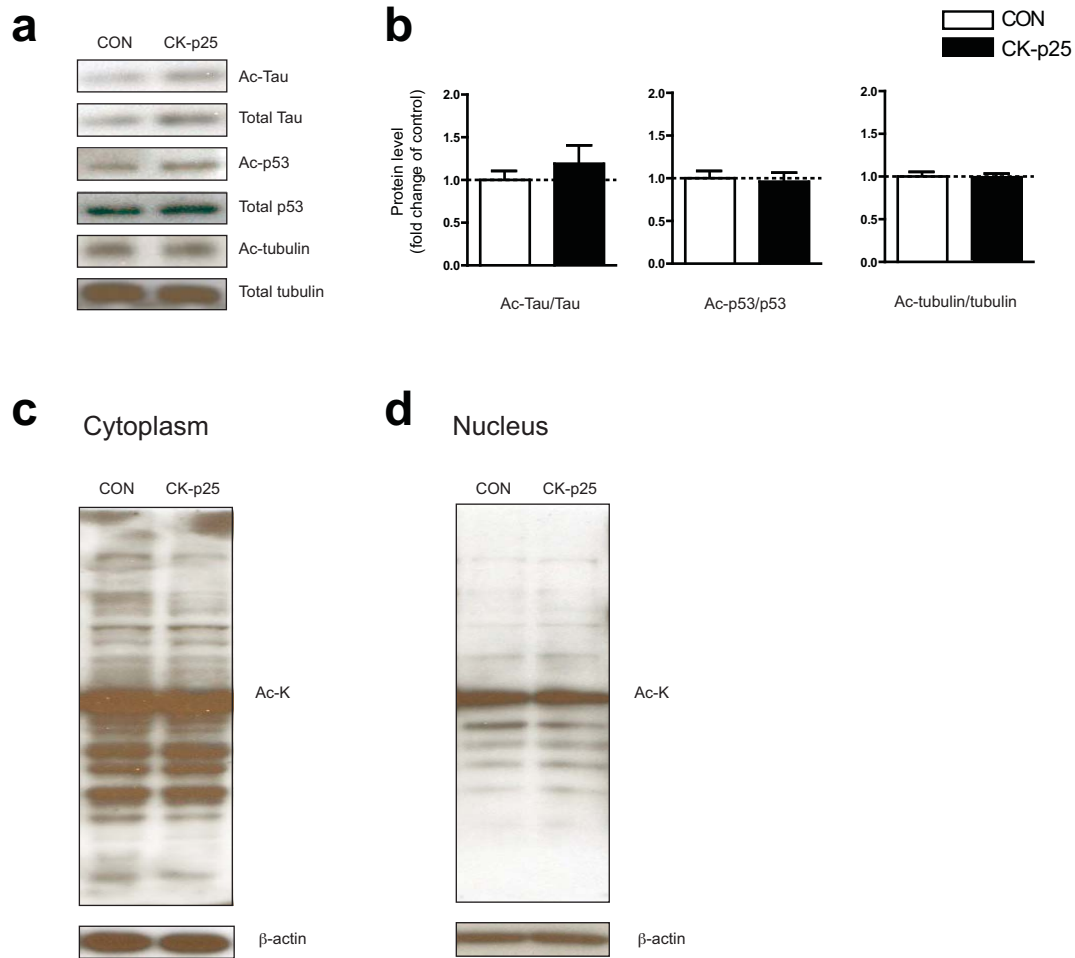 a
CON CK-p25
Ac-Tau
Total Tau
Ac-p53
Total p53
Ac-tubulin
Total tubulin
b
CON
CK-p25
Protein level
(fold change of control)
2.0
1.5
1.0
0.5
0.0
Ac-Tau/Tau
2.0
1.5
1.0
0.5
0.0
Ac-p53/p53
2.0
1.5
1.0
0.5
0.0
Ac-tubulin/tubulin
c
Cytoplasm
CON CK-p25
Ac-K
β-actin
d
Nucleus
CON CK-p25
Ac-K
β-actin